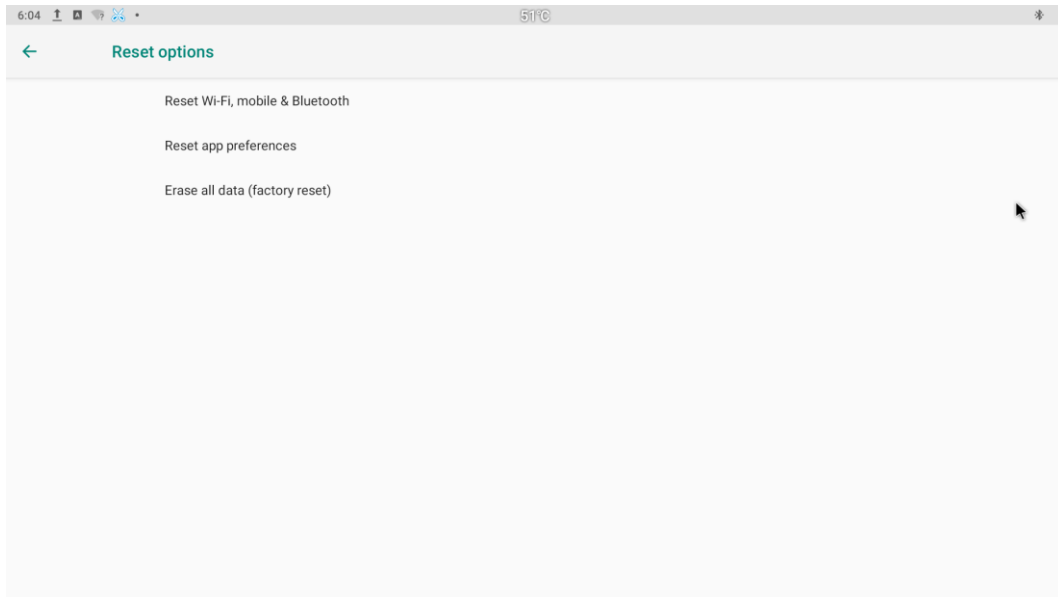 6:04
51°C
Reset options
Reset Wi-Fi, mobile & Bluetooth
Reset app preferences
Erase all data (factory reset)